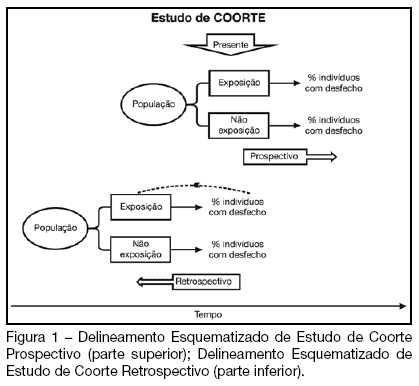 Estudo de COORTE
Presente
População
Exposição
% indivíduos
com desfecho
Não
exposição
% indivíduos
com desfecho
Prospectivo
População
Exposição
% indivíduos
com desfecho
Não
exposição
% indivíduos
com desfecho
Retrospectivo
Tempo
Figura 1 – Delineamento Esquematizado de Estudo de Coorte
Prospectivo (parte superior); Delineamento Esquematizado de
Estudo de Coorte Retrospectivo (parte inferior).